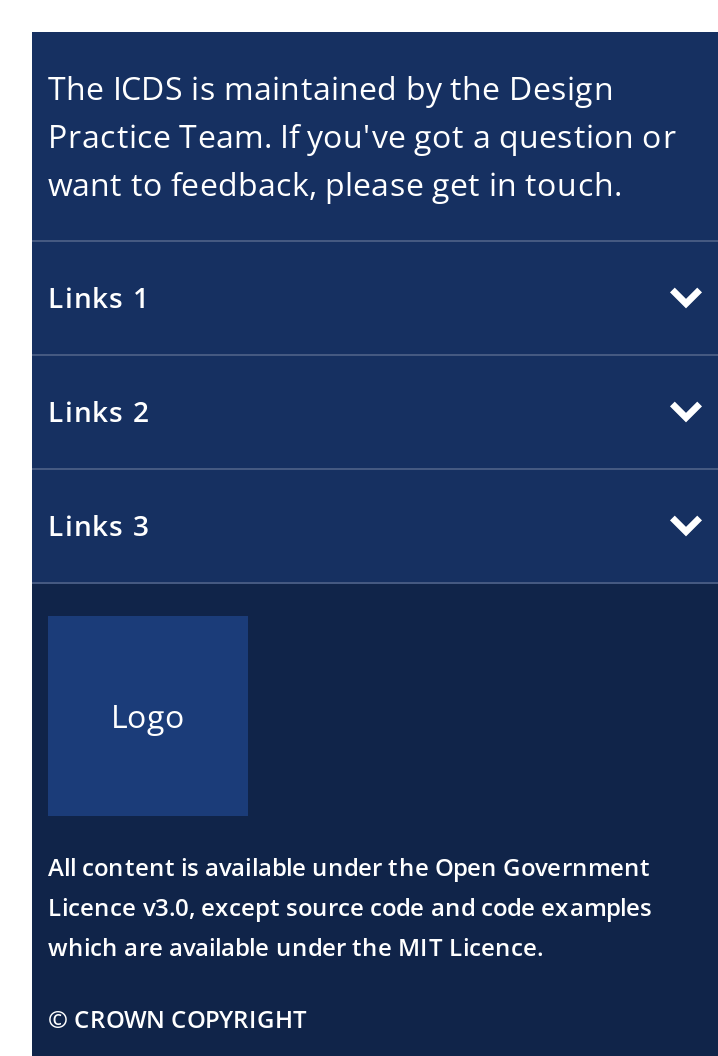 The ICDS is maintained by the Design
Practice Team. If you've got a question or
want to feedback, please get in touch.
Links 1
Links 2
Links 3
Logo
All content is available under the Open Government
Licence v3.0, except source code and code examples
which are available under the MIT Licence.
© CROWN COPYRIGHT